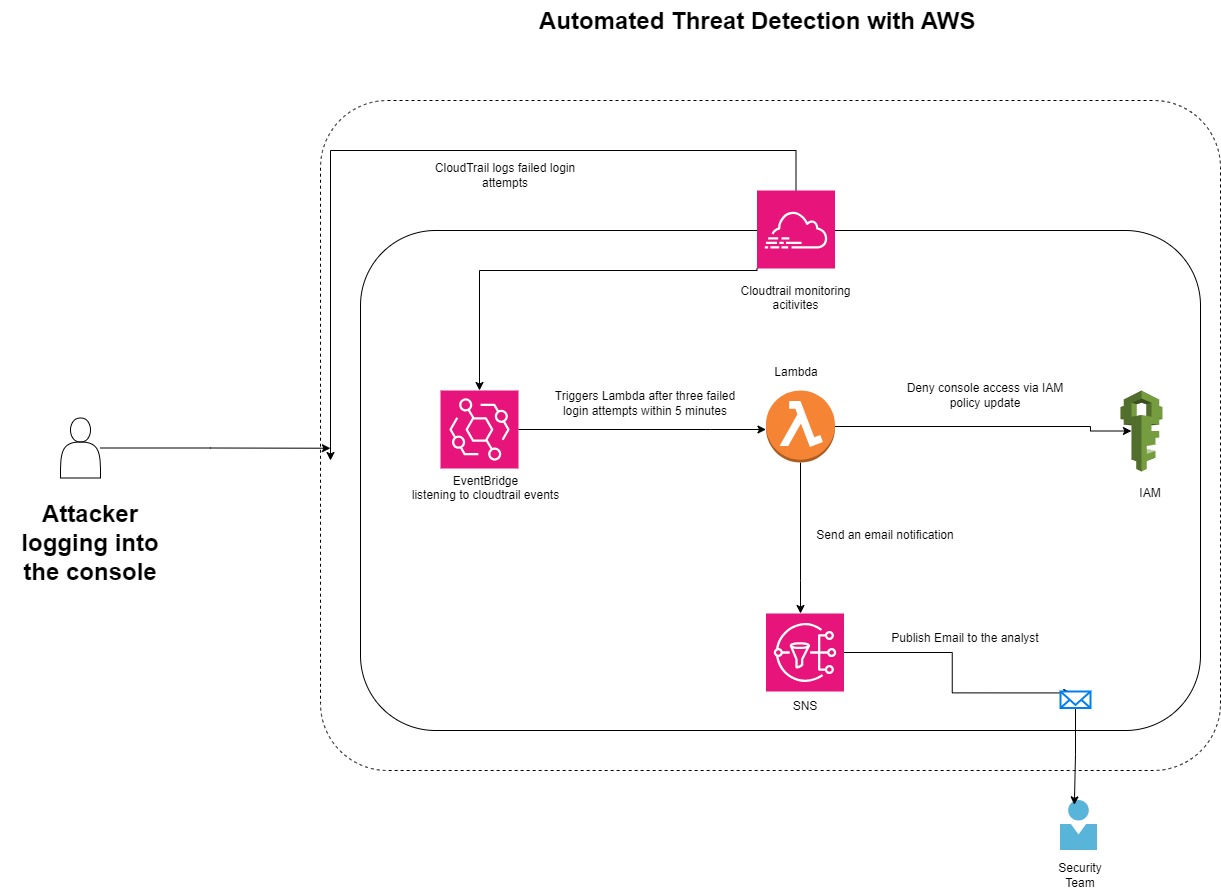 Automated Threat Detection with AWS
CloudTrail logs failed login
attempts
Cloudtrail monitoring
acitivites
Lambda
Triggers Lambda after three failed
login attempts within 5 minutes
Deny console access via IAM
policy update
EventBridge
listening to cloudtrail events
IAM
Attacker
logging into
the console
Send an email notification
Publish Email to the analyst
SNS
Security
Team